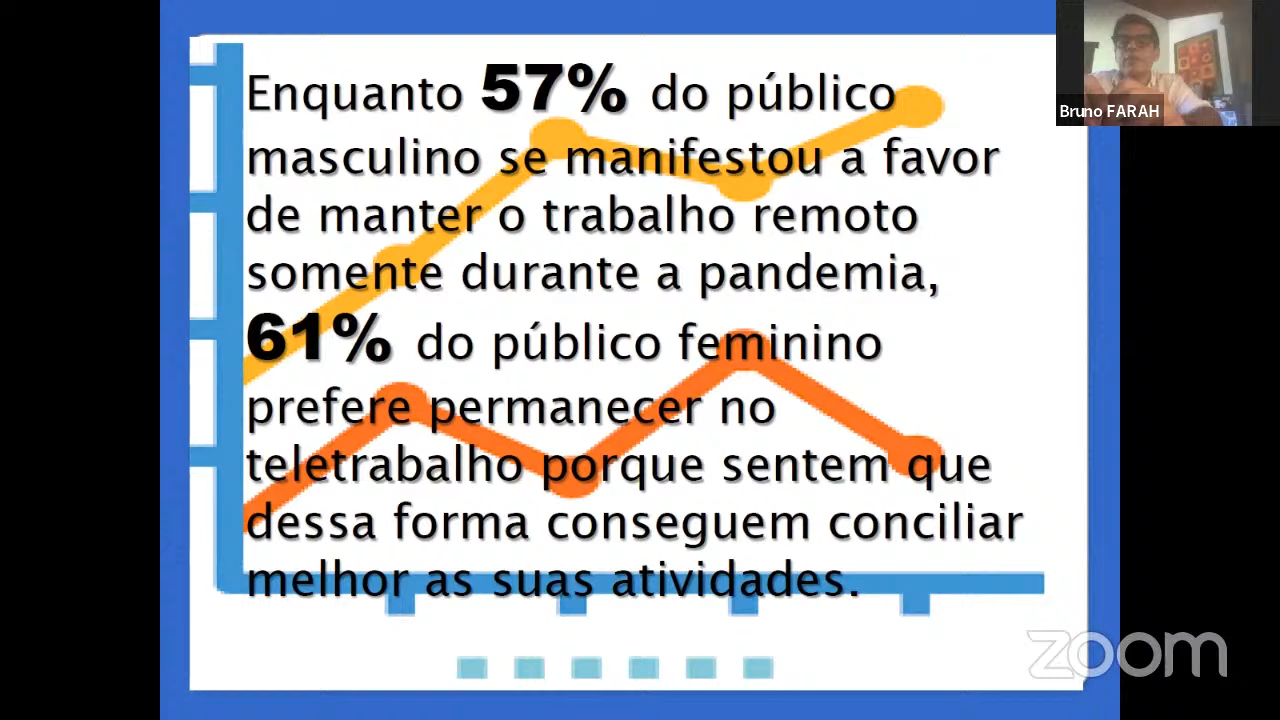 Enquanto 57% do público
masculino se manifestou a favor
de manter o trabalho remoto
somente durante a pandemia,
61% do público feminino
prefere permanecer no
teletrabalho porque sentem que
dessa forma conseguem conciliar
melhor as suas atividades.
Bruno FARAH
zoom